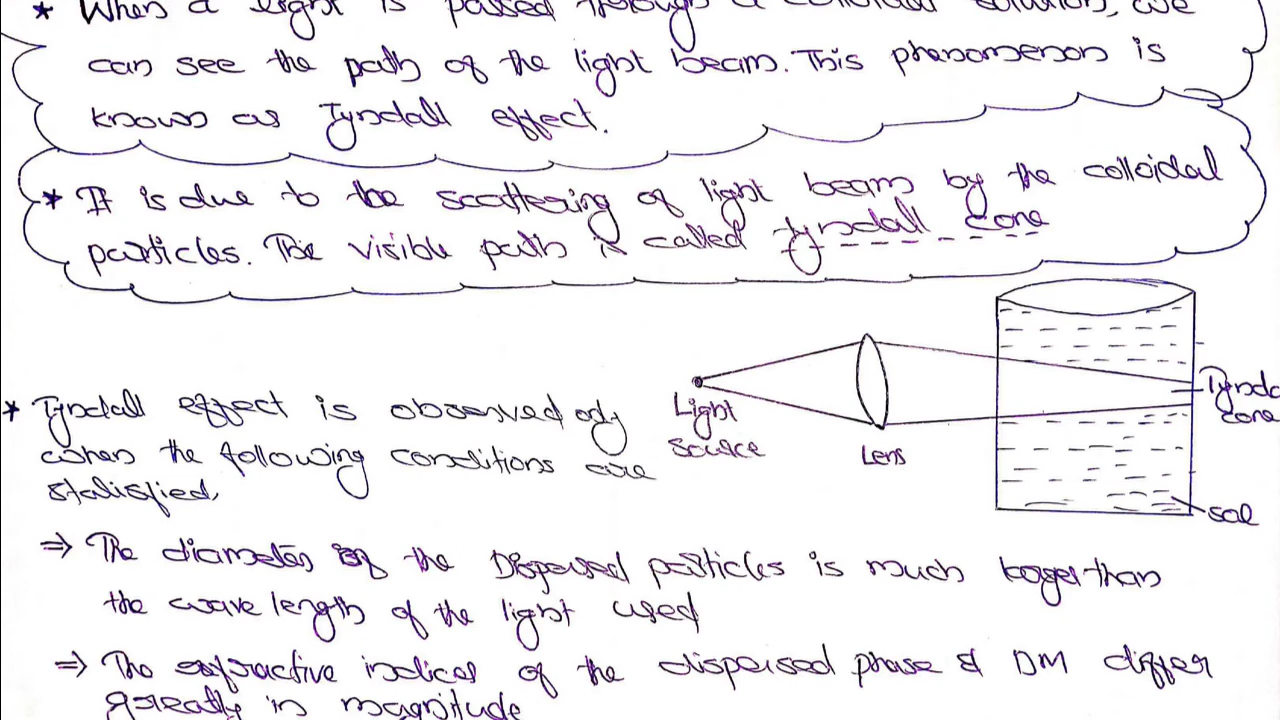 * When a light is passed through a colloidal solution, we
can see the path of the light beam. This phenomenon is
known as Tyndall effect.
* It is due to the scattering of light beam by the colloidal
particles. The visible path is called tyndall cone
* Tyndall effect is observed only
when the following conditions are
statisfied,
Light
source
Lens
Tynda
cone
sol
⇒ The diameter of the Dispersed particles is much larger than
the wave length of the light used
⇒ The refractive indices of the dispersed phase & DM differ
greatly in magnitude